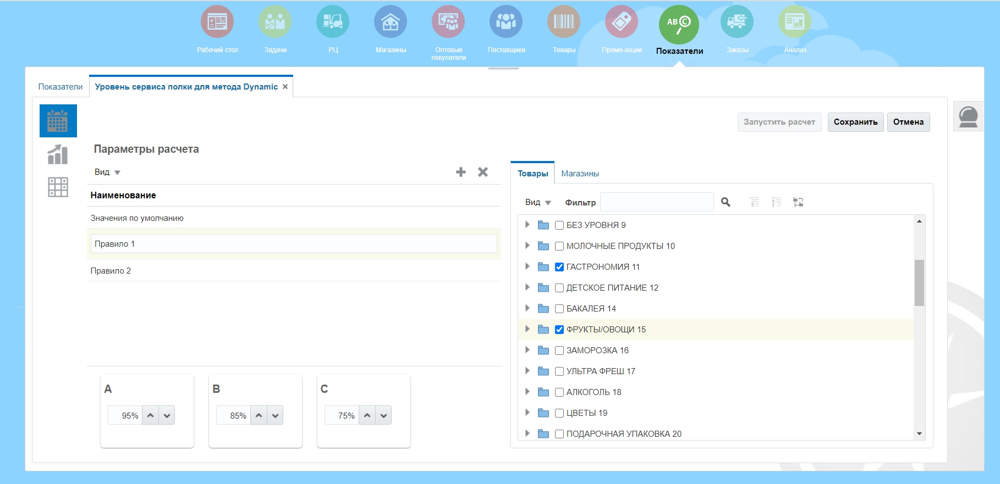 АВС
Рабочий стол
Задачи
РЦ
Магазины
Оптовые
покупатели
Поставщики
Товары
Промо-акции
Показатели
Заказы
Анализ
Показатели
Уровень сервиса полки для метода Dynamic
Запустить расчет
Сохранить
Отмена
Параметры расчета
Вид
Наименование
Значения по умолчанию
Правило 1
Правило 2
A
95%
B
85%
C
75%
Товары
Магазины
Вид
Фильтр
БЕЗ УРОВНЯ 9
МОЛОЧНЫЕ ПРОДУКТЫ 10
ГАСТРОНОМИЯ 11
ДЕТСКОЕ ПИТАНИЕ 12
БАКАЛЕЯ 14
ФРУКТЫ/ОВОЩИ 15
ЗАМОРОЗКА 16
УЛЬТРА ФРЕШ 17
АЛКОГОЛЬ 18
ЦВЕТЫ 19
ПОДАРОЧНАЯ УПАКОВКА 20